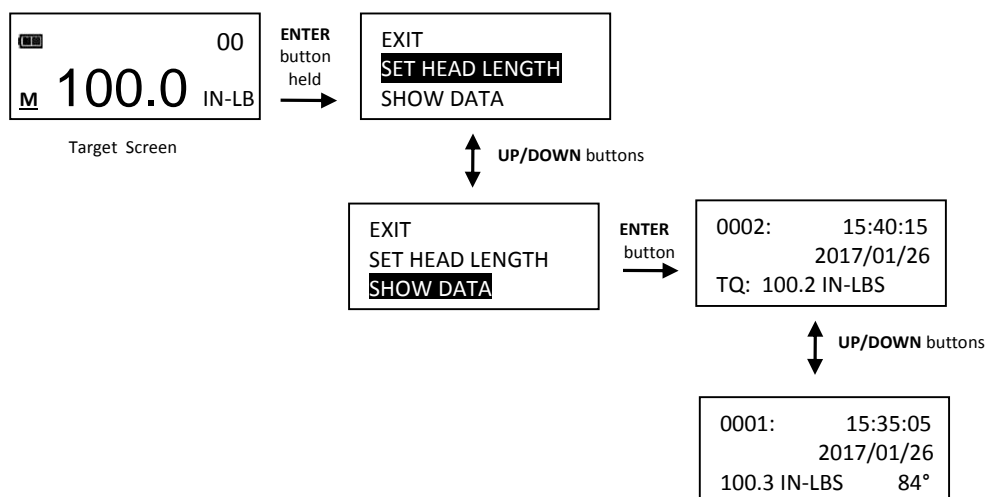 00
M 100.0 IN-LB
Target Screen
ENTER
button
held
EXIT
SET HEAD LENGTH
SHOW DATA
UP/DOWN buttons
EXIT
SET HEAD LENGTH
SHOW DATA
ENTER
button
0002: 15:40:15
2017/01/26
TQ: 100.2 IN-LBS
UP/DOWN buttons
0001: 15:35:05
2017/01/26
100.3 IN-LBS 84°